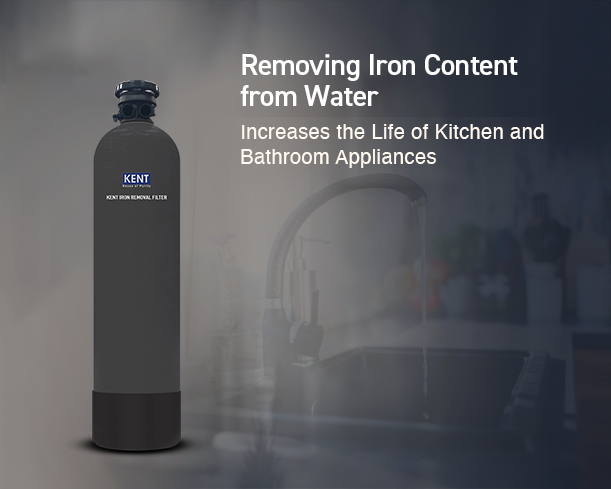 Removing Iron Content
from Water
Increases the Life of Kitchen and
Bathroom Appliances
KENT
House of Purity
KENT IRON REMOVAL FILTER